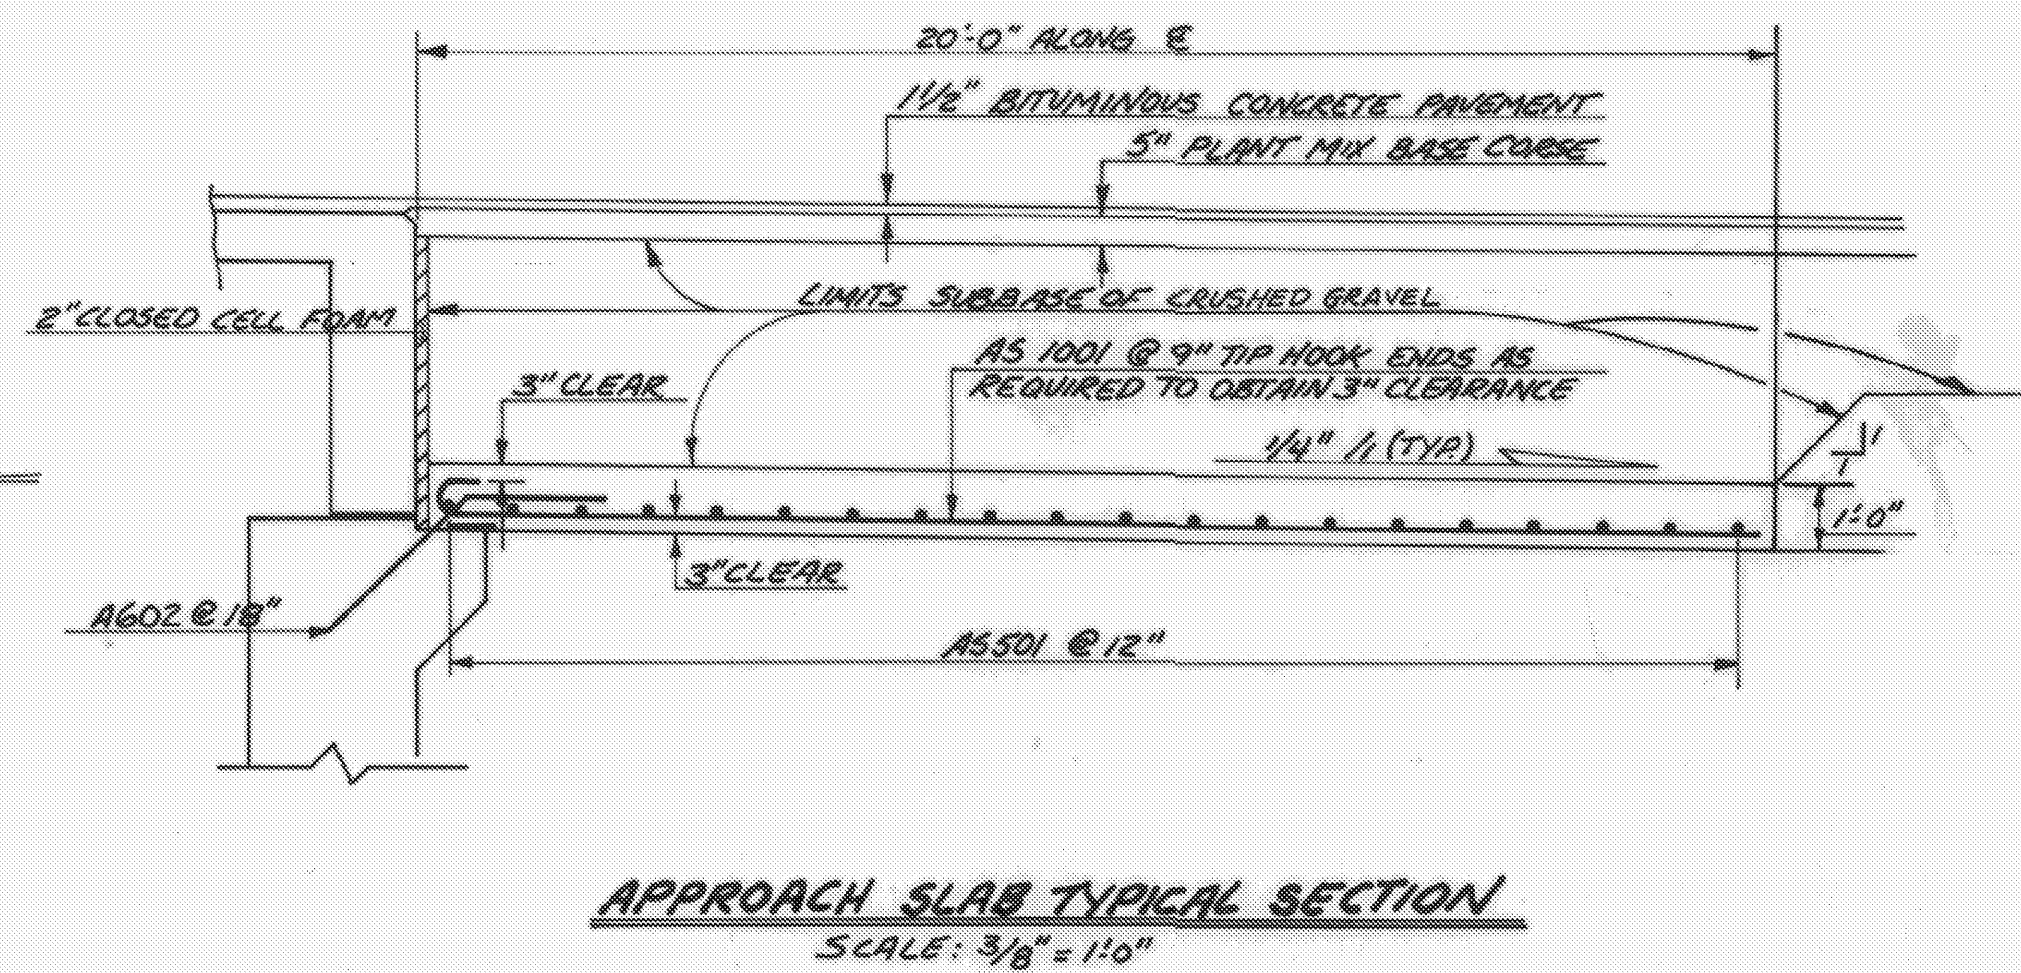 20'-0" ALONG ℄
1 1/2" BITUMINOUS CONCRETE PAVEMENT
5" PLANT MIX BASE CORSE
LIMITS SUBBASE OF CRUSHED GRAVEL
2" CLOSED CELL FOAM
AS 1001 @ 9" TIP HOOK ENDS AS
REQUIRED TO OBTAIN 3" CLEARANCE
3" CLEAR
1/4" /1 (TYP)
1
1
1'-0"
3" CLEAR
A602 @ 18"
AS501 @ 12"
APPROACH SLAB TYPICAL SECTION
SCALE: 3/8" = 1'-0"